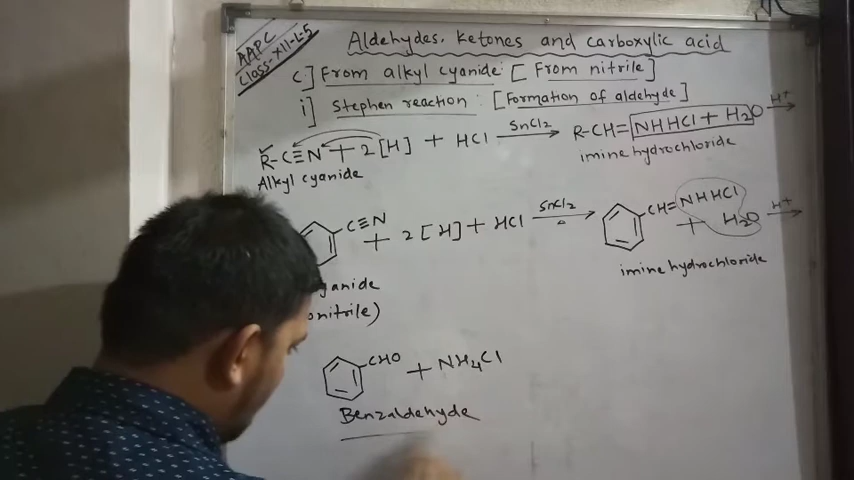 AAPC
Class-XII-L-5
Aldehydes, Ketones and carboxylic acid
c] From alkyl cyanide: [From nitrile]
i] Stephen reaction: [Formation of aldehyde]
R-C≡N + 2[H] + HCl SnCl2 → R-CH=NHHCl + H2O H+ →
Alkyl cyanide
imine hydrochloride
C≡N + 2[H] + HCl SnCl2 △ → CH=NHHCl + H2O H+ →
yanide
imine hydrochloride
onitrile)
CHO + NH4Cl
Benzaldehyde